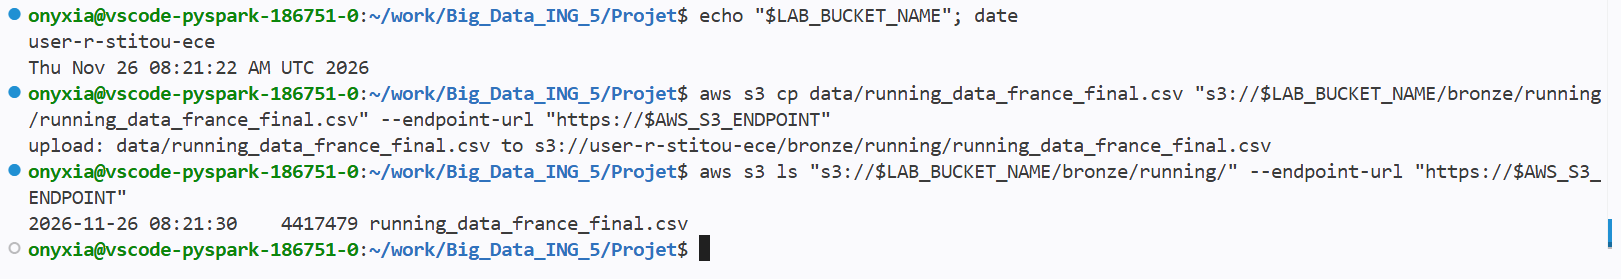 onyxia@vscode-pyspark-186751-0:~/work/Big_Data_ING_5/Projet$ echo "$LAB_BUCKET_NAME"; date
user-r-stitou-ece
Thu Nov 26 08:21:22 AM UTC 2026
onyxia@vscode-pyspark-186751-0:~/work/Big_Data_ING_5/Projet$ aws s3 cp data/running_data_france_final.csv "s3://$LAB_BUCKET_NAME/bronze/running
/running_data_france_final.csv" --endpoint-url "https://$AWS_S3_ENDPOINT"
upload: data/running_data_france_final.csv to s3://user-r-stitou-ece/bronze/running/running_data_france_final.csv
onyxia@vscode-pyspark-186751-0:~/work/Big_Data_ING_5/Projet$ aws s3 ls "s3://$LAB_BUCKET_NAME/bronze/running/" --endpoint-url "https://$AWS_S3_
ENDPOINT"
2026-11-26 08:21:30    4417479 running_data_france_final.csv
onyxia@vscode-pyspark-186751-0:~/work/Big_Data_ING_5/Projet$